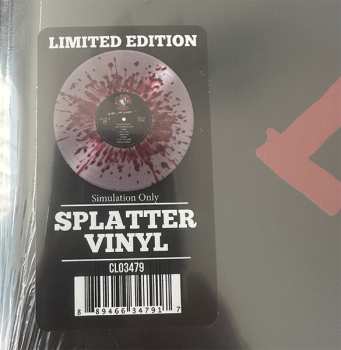 LIMITED EDITION
Simulation Only
SPLATTER
VINYL
CLO3479
8 89466 34791 7